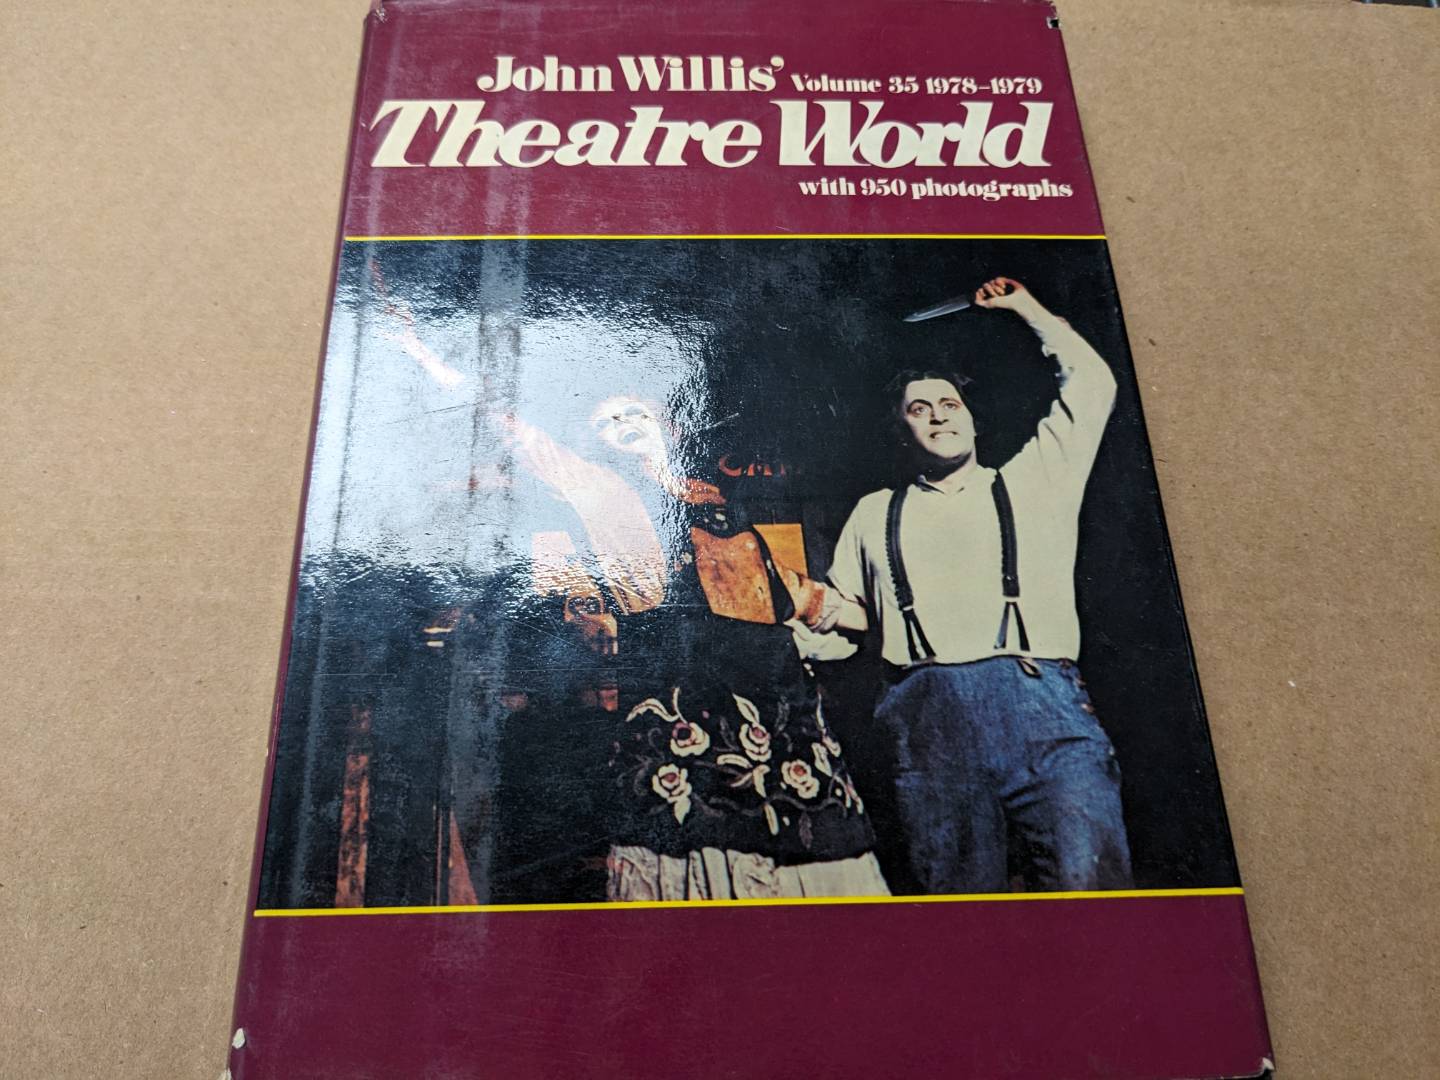 John Willis' Volume 35 1978-1979
Theatre World
with 950 photographs